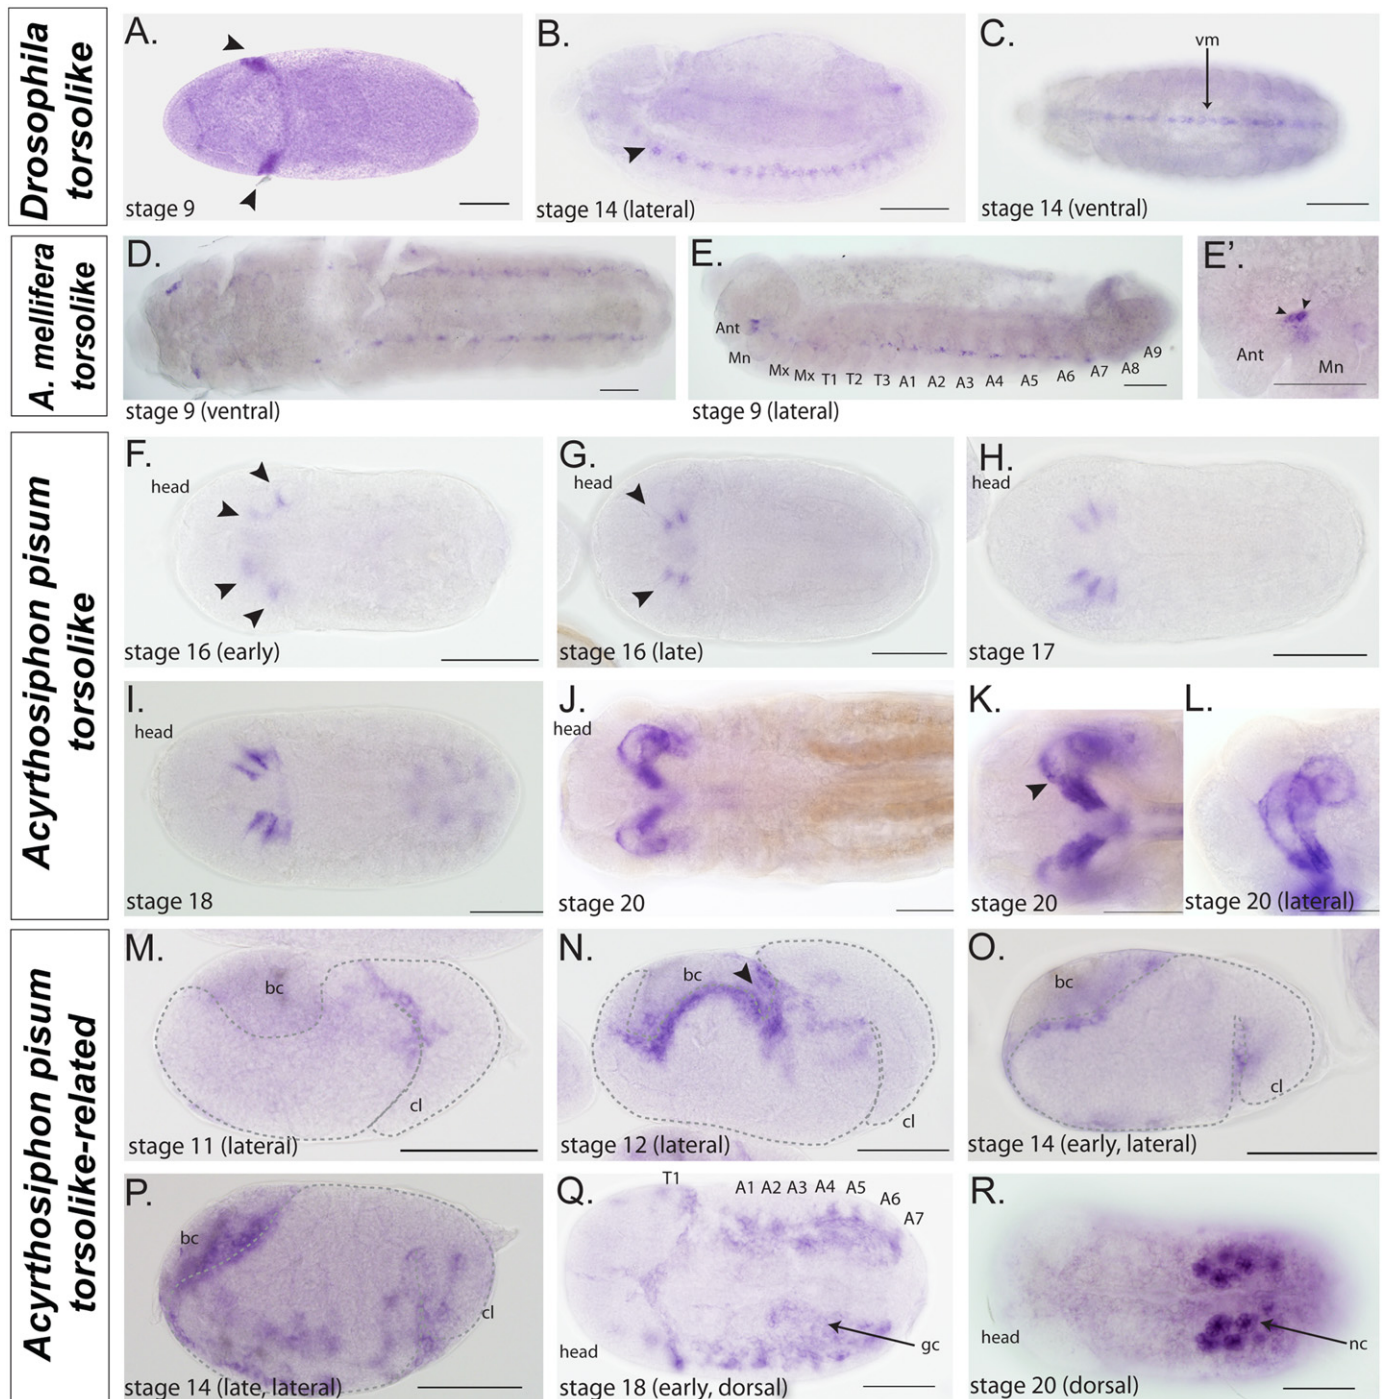 Drosophila
torsolike
A.
stage 9
B.
stage 14 (lateral)
C.
vm
stage 14 (ventral)
A. mellifera
torsolike
D.
stage 9 (ventral)
E.
Ant
Mn
Mx
Mx
T1
T2
T3
A1
A2
A3
A4
A5
A6
A7
A8
A9
stage 9 (lateral)
E'.
Ant
Mn
Acyrthosiphon pisum
torsolike
F.
head
stage 16 (early)
G.
head
stage 16 (late)
H.
head
stage 17
I.
head
stage 18
J.
head
stage 20
K.
stage 20
L.
stage 20 (lateral)
Acyrthosiphon pisum
torsolike-related
M.
bc
cl
stage 11 (lateral)
N.
bc
cl
stage 12 (lateral)
O.
bc
cl
stage 14 (early, lateral)
P.
bc
cl
stage 14 (late, lateral)
Q.
T1
A1
A2
A3
A4
A5
A6
A7
gc
head
stage 18 (early, dorsal)
R.
head
nc
stage 20 (dorsal)